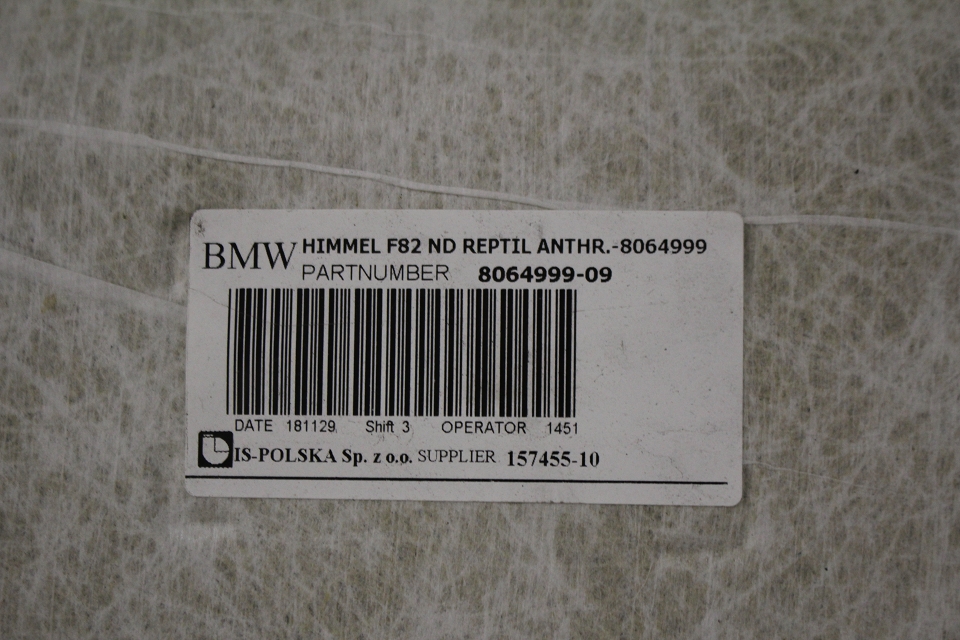 BMW HIMMEL F82 ND REPTIL ANTHR.-8064999
PARTNUMBER 8064999-09
DATE 181129 Shift 3 OPERATOR 1451
IS-POLSKA Sp. z o.o. SUPPLIER 157455-10